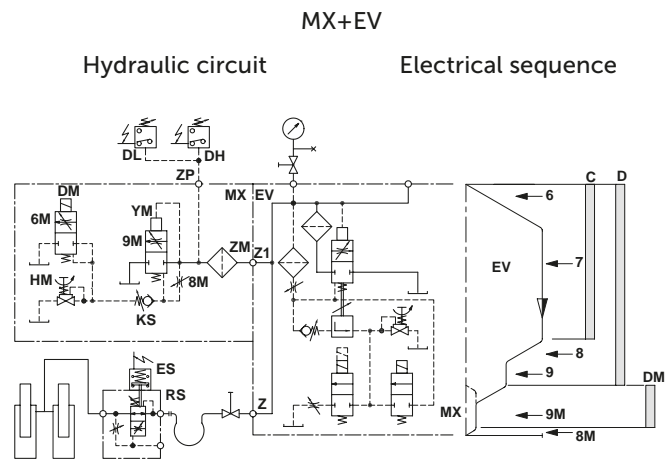 MX+EV
Hydraulic circuit
Electrical sequence
DL
DH
ZP
MX
EV
C
D
DM
6M
YM
9M
ZM
Z1
6
HM
8M
EV
7
KS
ES
8
RS
9
DM
Z
MX
9M
8M